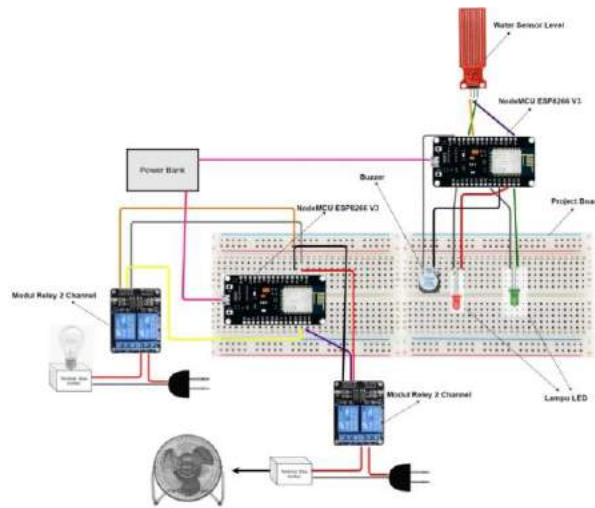 Water Sensor Level
NodeMCU ESP8266 V3
Power Bank
Buzzer
NodeMCU ESP8266 V3
Project Boar
Modul Relay 2 Channel
Modul Relay 2 Channel
Lampu LED